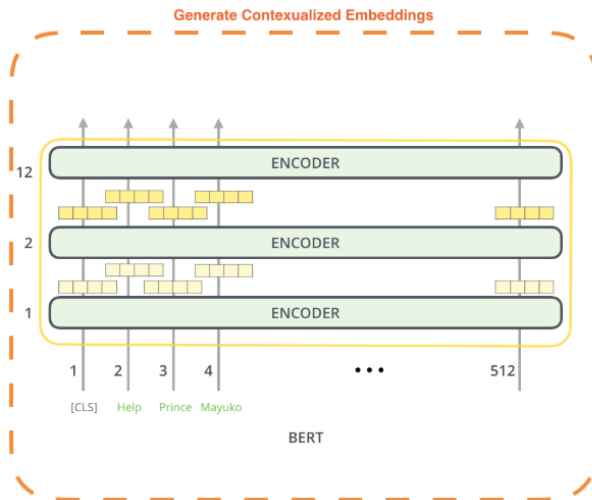 Generate Contexualized Embeddings
12 ENCODER
2 ENCODER
1 ENCODER
1 2 3 4 ••• 512
[CLS] Help Prince Mayuko
BERT